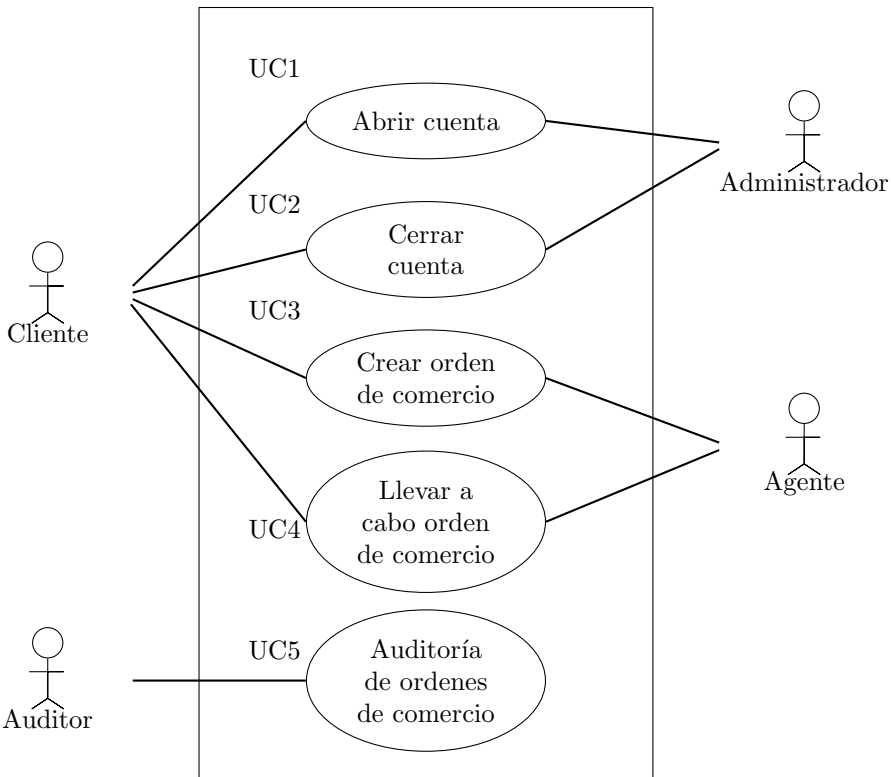 UC1
Abrir cuenta
Administrador
UC2
Cerrar
cuenta
Cliente
UC3
Crear orden
de comercio
Agente
UC4
Llevar a
cabo orden
de comercio
UC5
Auditoría
de ordenes
de comercio
Auditor